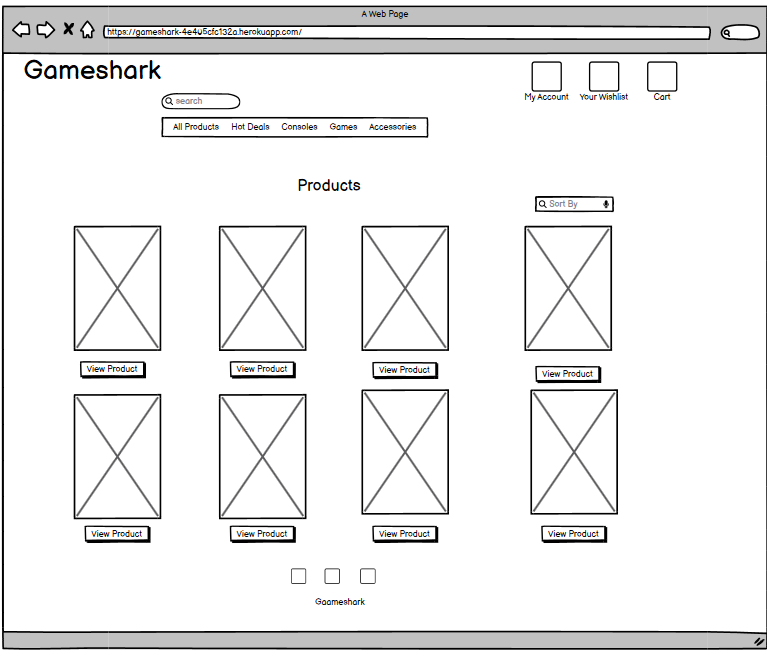 A Web Page
https://gameshark-4e4u5cfc132a.herokuapp.com/
Gameshark
My Account Your Wishlist Cart
search
All Products Hot Deals Consoles Games Accessories
Products
Sort By
View Product View Product View Product View Product
View Product View Product View Product View Product
Gaameshark